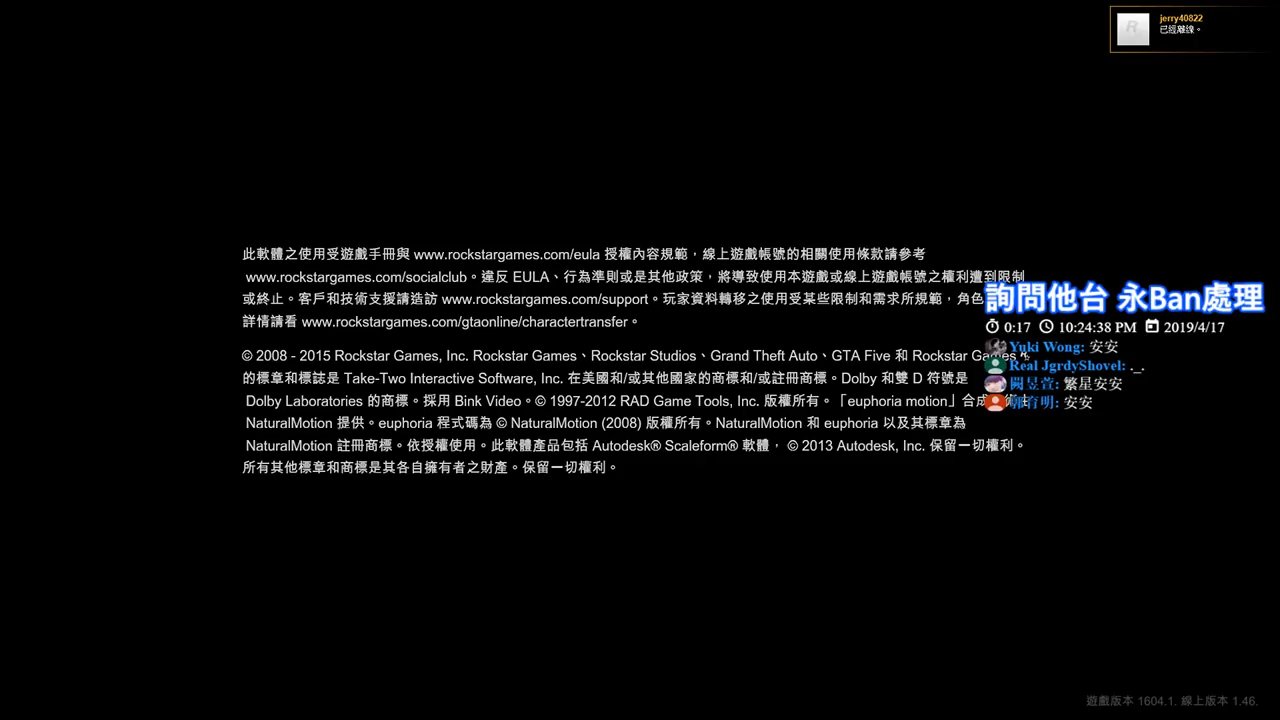 jerry40822
已經離線。
此軟體之使用受遊戲手冊與 www.rockstargames.com/eula 授權內容規範，線上遊戲帳號的相關使用條款請參考
www.rockstargames.com/socialclub。違反 EULA、行為準則或是其他政策，將導致使用本遊戲或線上遊戲帳號之權利遭到限制
或終止。客戶和技術支援請造訪 www.rockstargames.com/support。玩家資料轉移之使用受某些限制和需求所規範，角色
詳情請看 www.rockstargames.com/gtaonline/charactertransfer。
詢問他台 永Ban處理
0:17 10:24:38 PM 2019/4/17
Yuki Wong: 安安
Real JgrdyShovel: ._.
闕昱萱: 繁星安安
郭育明: 安安
© 2008 - 2015 Rockstar Games, Inc. Rockstar Games、Rockstar Studios、Grand Theft Auto、GTA Five 和 Rockstar Games
的標章和標誌是 Take-Two Interactive Software, Inc. 在美國和/或其他國家的商標和/或註冊商標。Dolby 和雙 D 符號是
Dolby Laboratories 的商標。採用 Bink Video。© 1997-2012 RAD Game Tools, Inc. 版權所有。「euphoria motion」合成
NaturalMotion 提供。euphoria 程式碼為 © NaturalMotion (2008) 版權所有。NaturalMotion 和 euphoria 以及其標章為
NaturalMotion 註冊商標。依授權使用。此軟體產品包括 Autodesk® Scaleform® 軟體， © 2013 Autodesk, Inc. 保留一切權利。
所有其他標章和商標是其各自擁有者之財產。保留一切權利。
遊戲版本 1604.1. 線上版本 1.46.